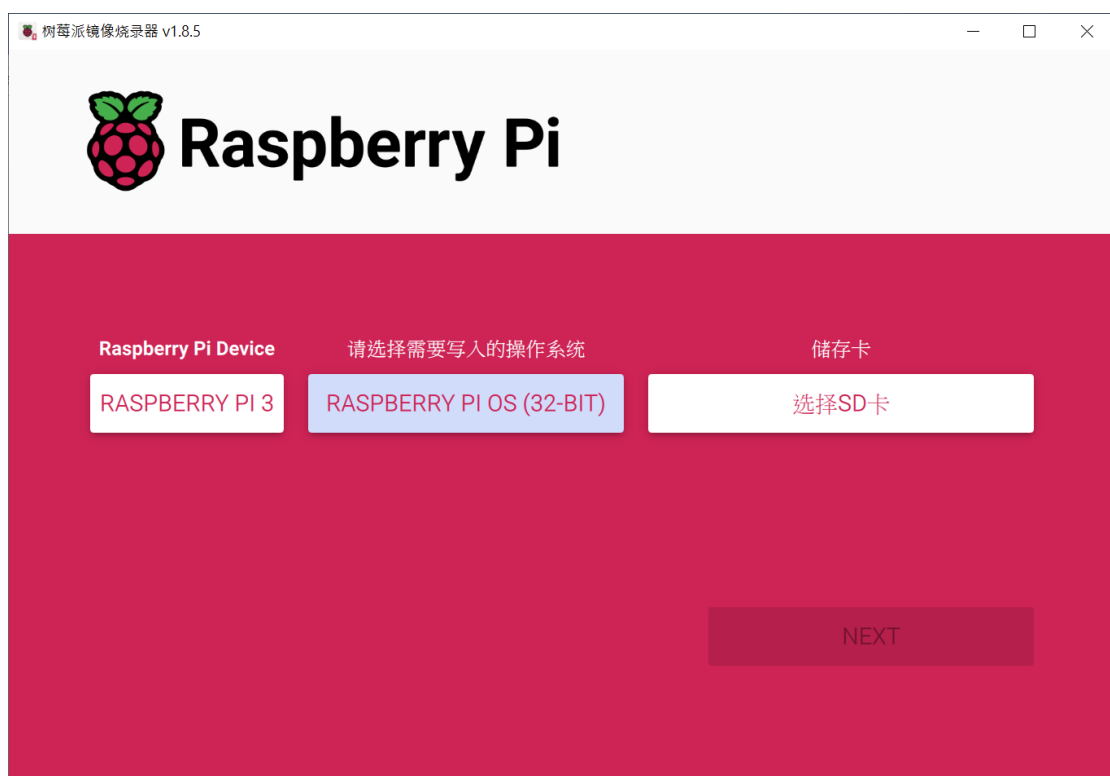 树莓派镜像烧录器 v1.8.5
Raspberry Pi
Raspberry Pi Device
请选择需要写入的操作系统
储存卡
RASPBERRY PI 3
RASPBERRY PI OS (32-BIT)
选择SD卡
NEXT